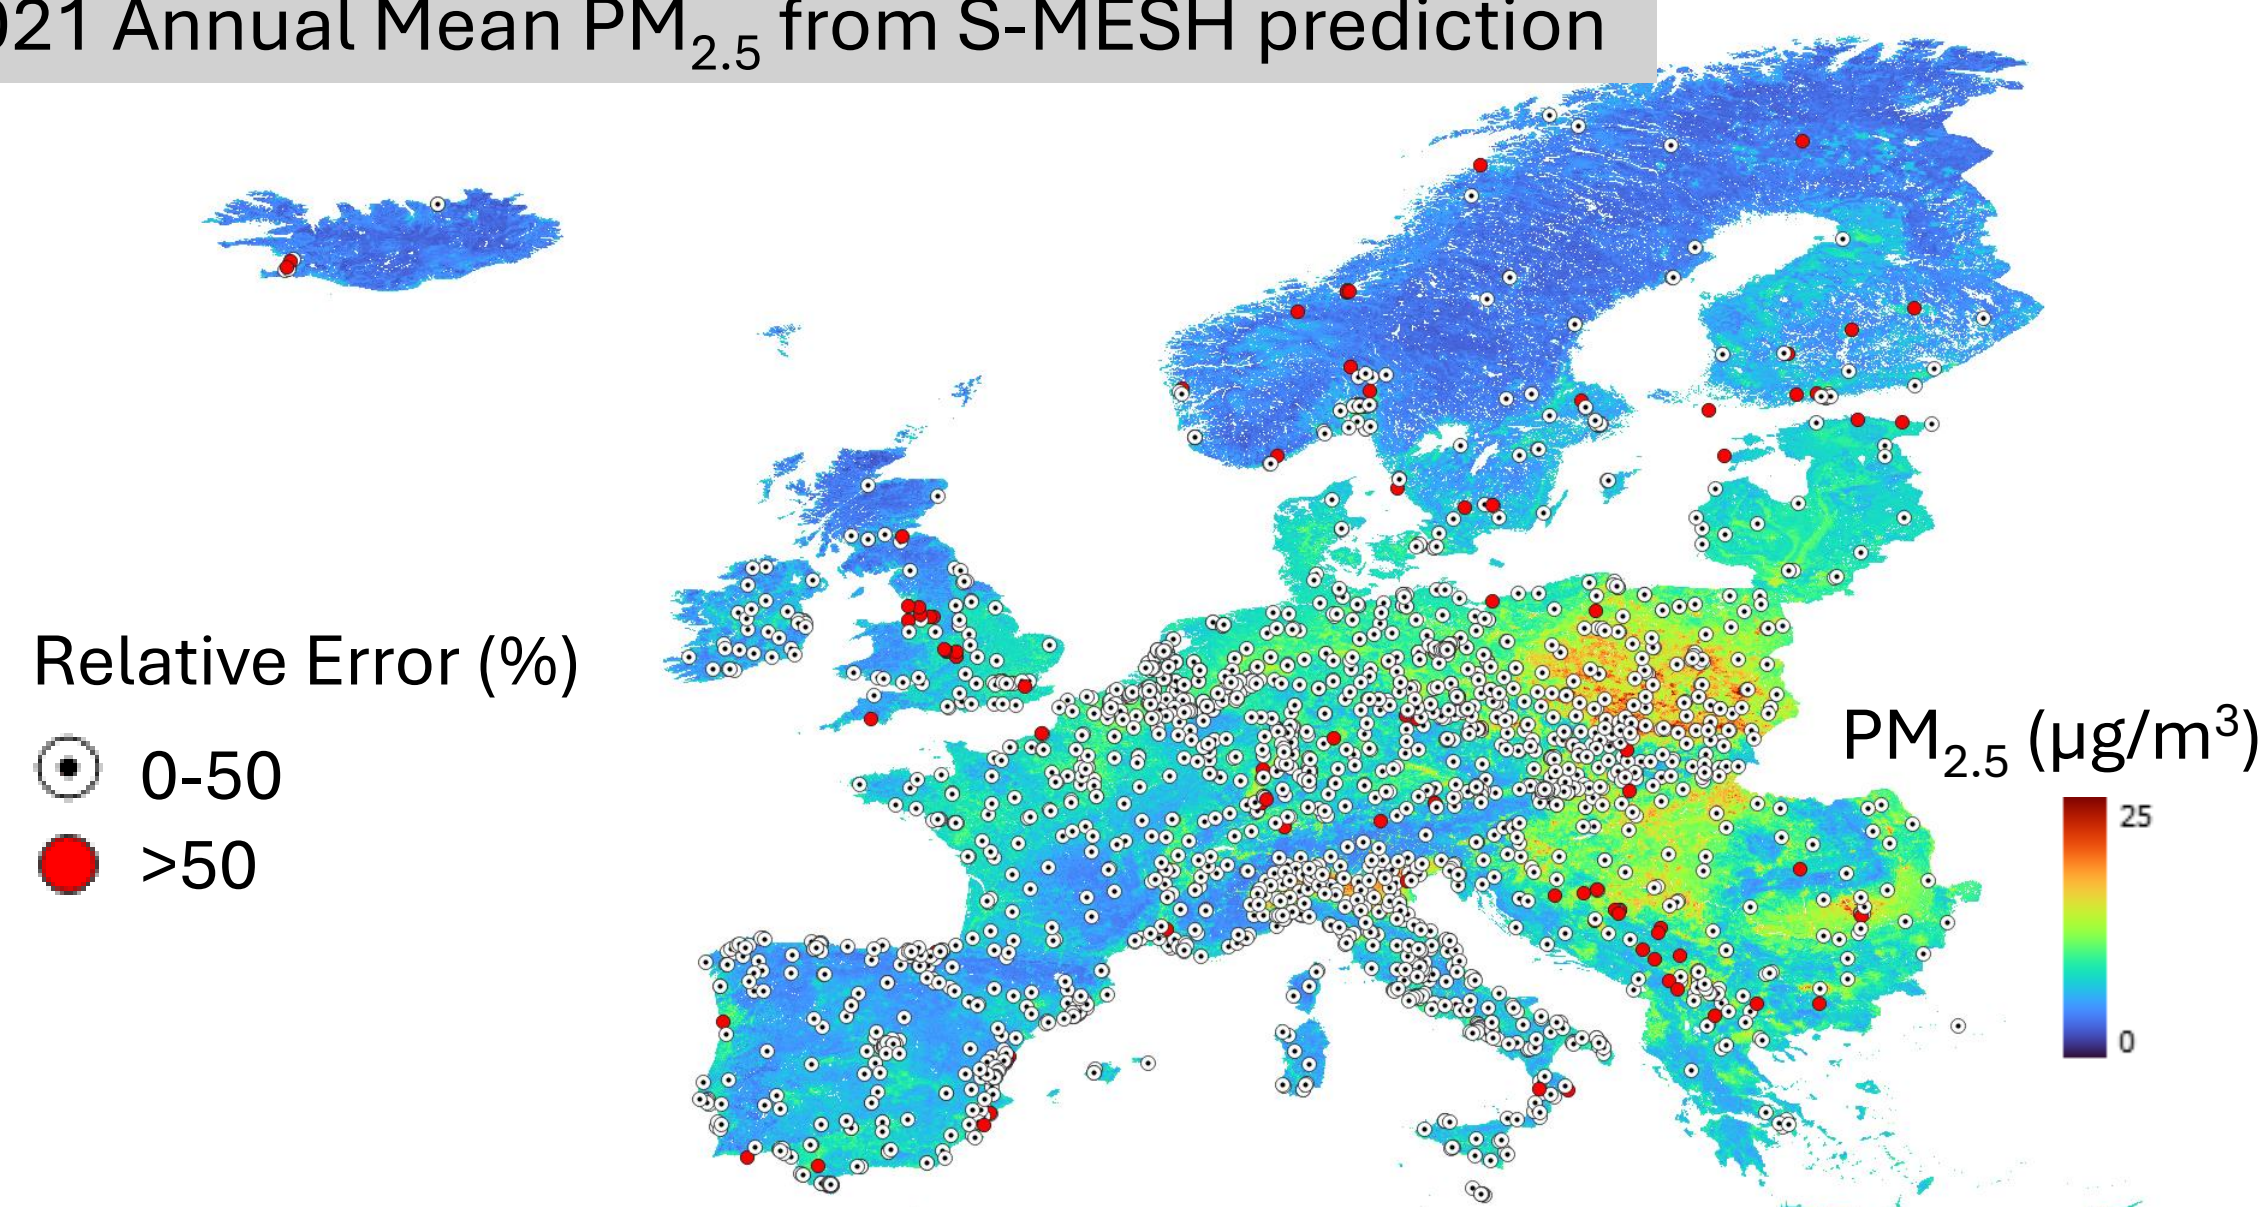 021 Annual Mean PM2.5 from S-MESH prediction
Relative Error (%)
0-50
>50
PM2.5 (µg/m³)
25
0